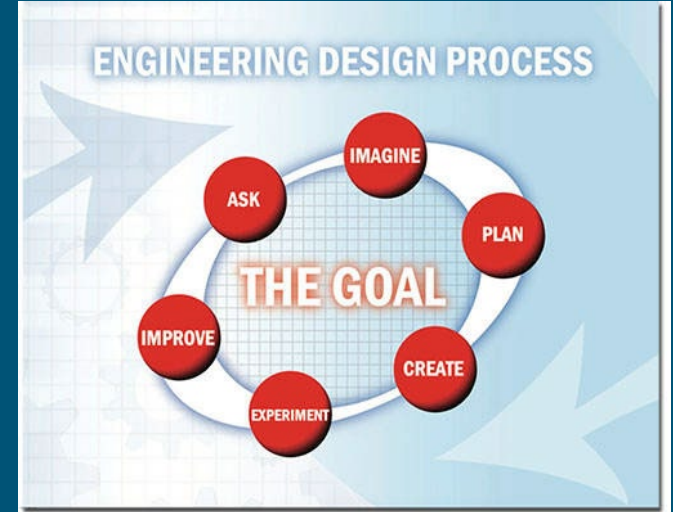 ENGINEERING DESIGN PROCESS
IMAGINE
ASK
PLAN
THE GOAL
IMPROVE
CREATE
EXPERIMENT